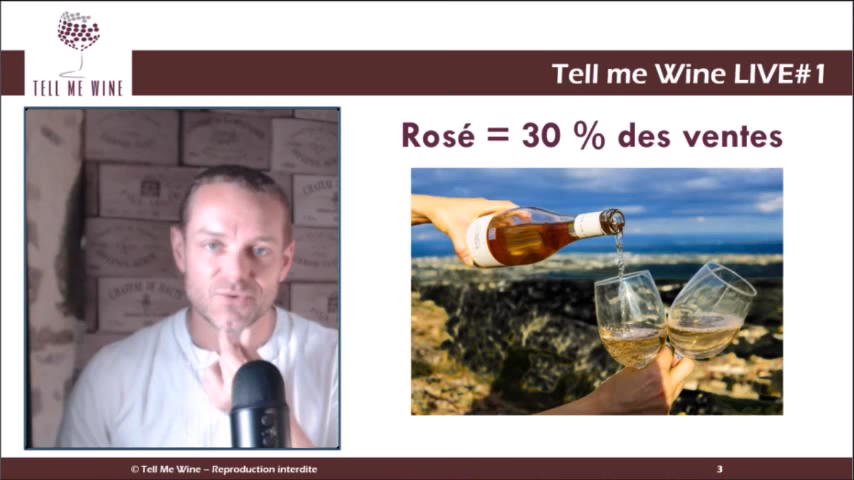 TELL ME WINE
Tell me Wine LIVE#1
Rosé = 30 % des ventes
© Tell Me Wine – Reproduction interdite
3